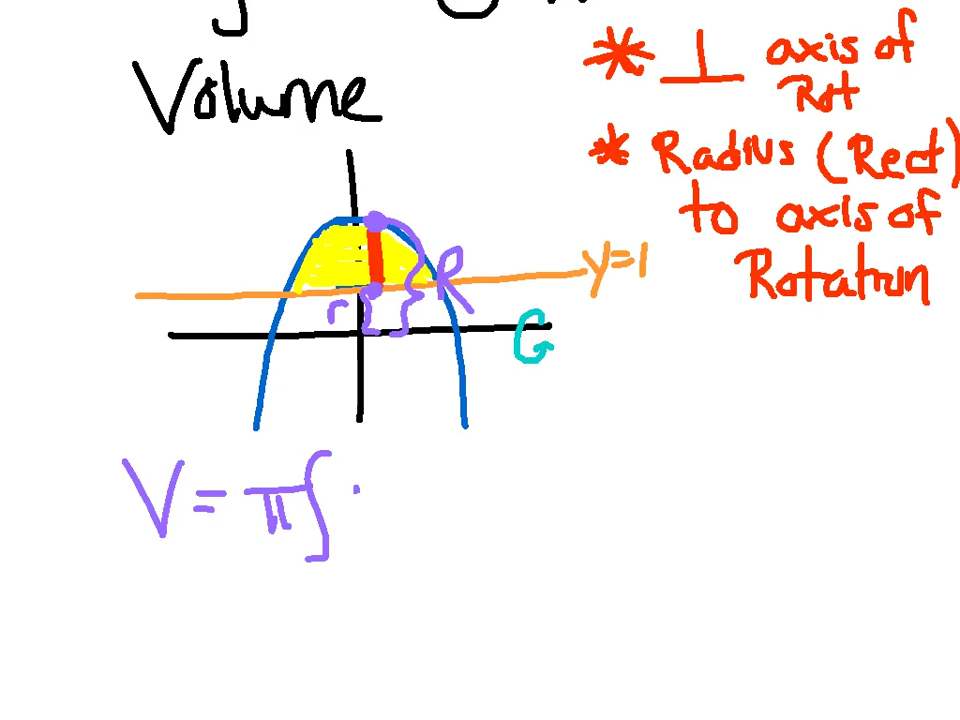 Volume
* ⊥ axis of
Rot
* Radius (Rect)
to axis of
Rotation
y=1
R
r
V = π∫